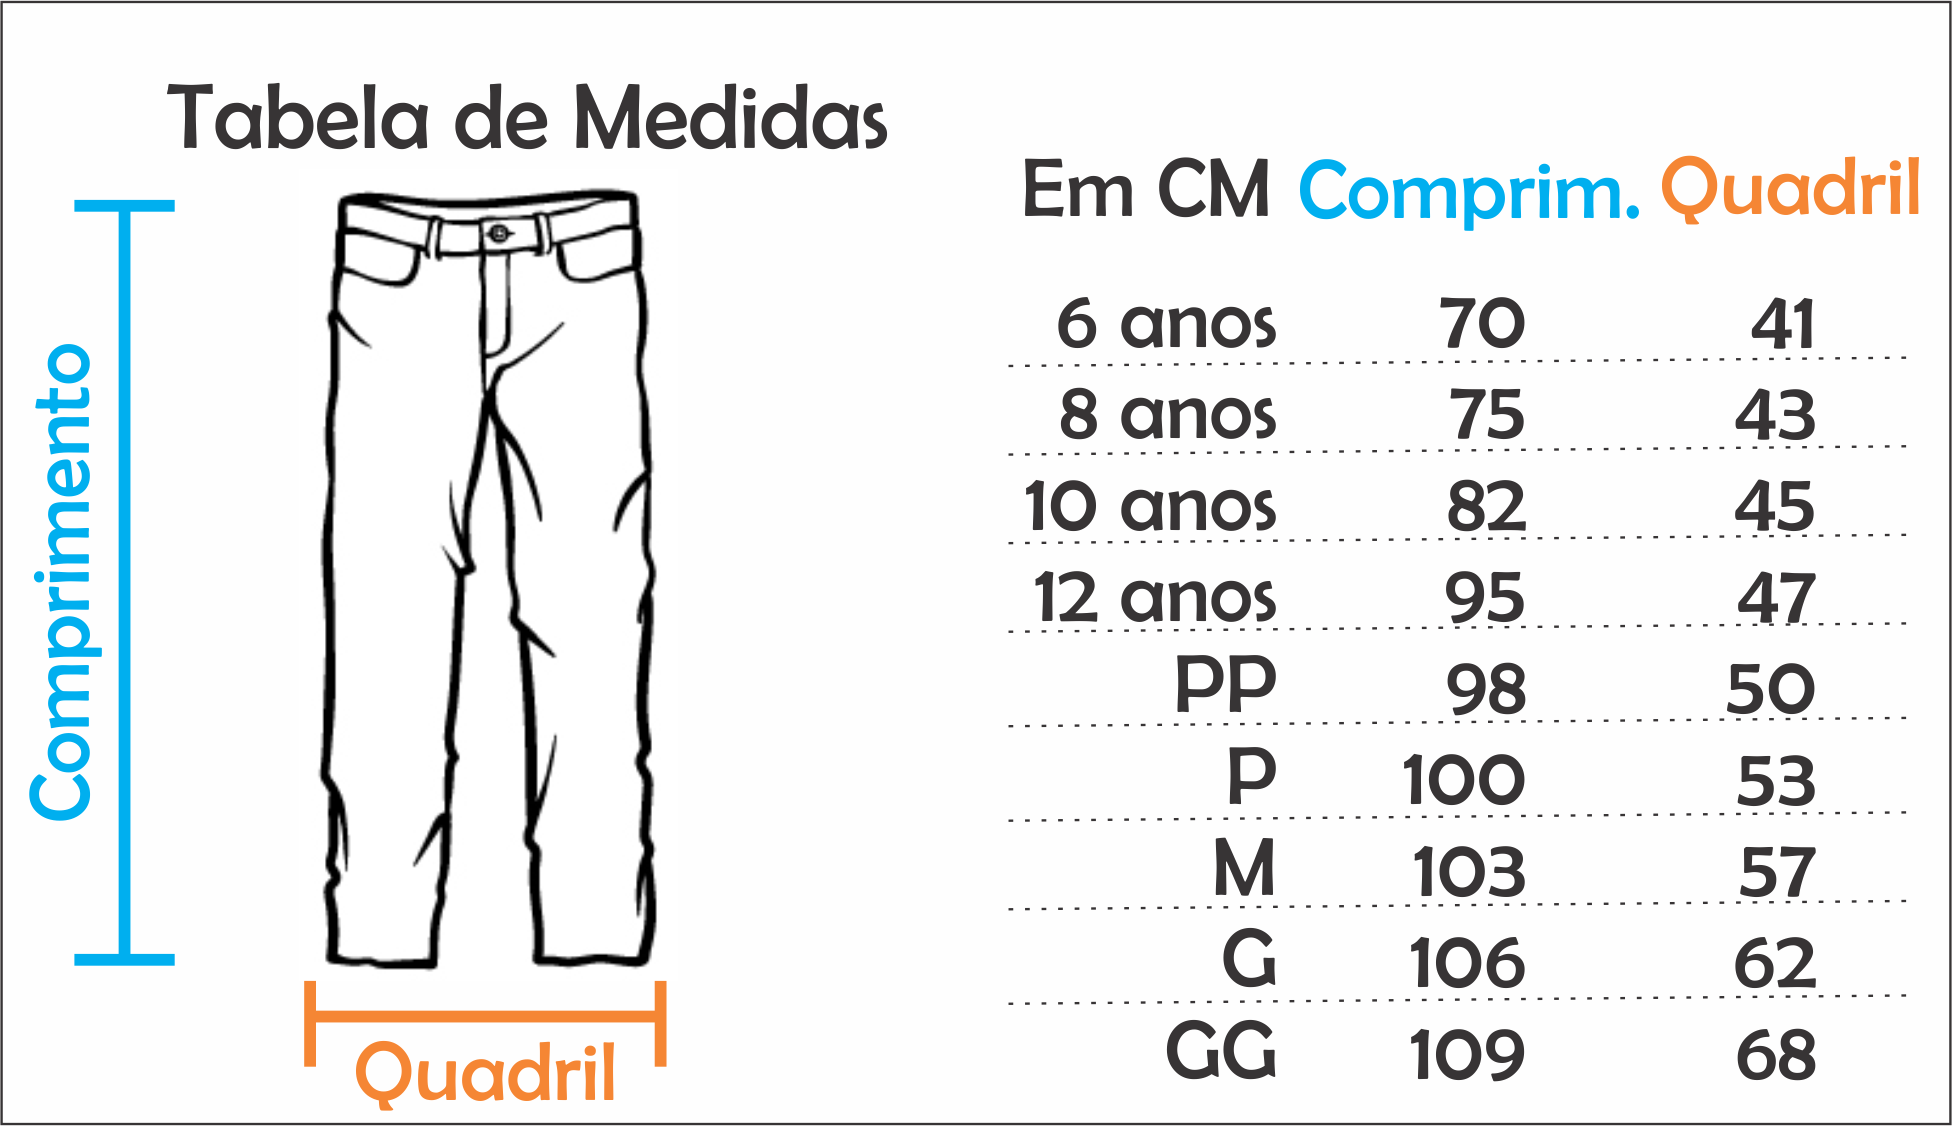 Tabela de Medidas
Comprimento
Quadril
Em CM Comprim. Quadril
6 anos 70 41
8 anos 75 43
10 anos 82 45
12 anos 95 47
PP 98 50
P 100 53
M 103 57
G 106 62
GG 109 68